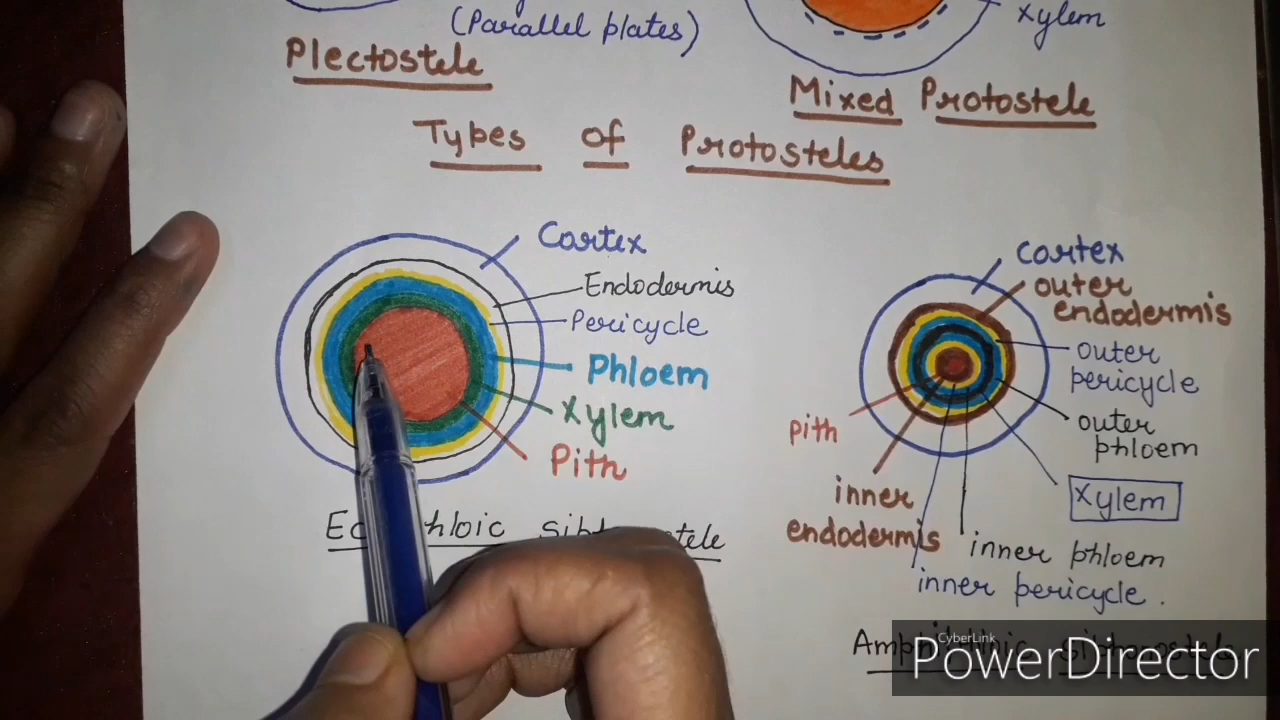 (Parallel plates)
xylem
Plectostele
Mixed Protostele
Types of Protosteles
Cortex
Endodermis
Pericycle
Phloem
Xylem
Pith
cortex
outer
endodermis
outer
pericycle
outer
phloem
xylem
pith
inner
endodermis
inner phloem
inner pericycle.
siphonostele
CyberLink
PowerDirector